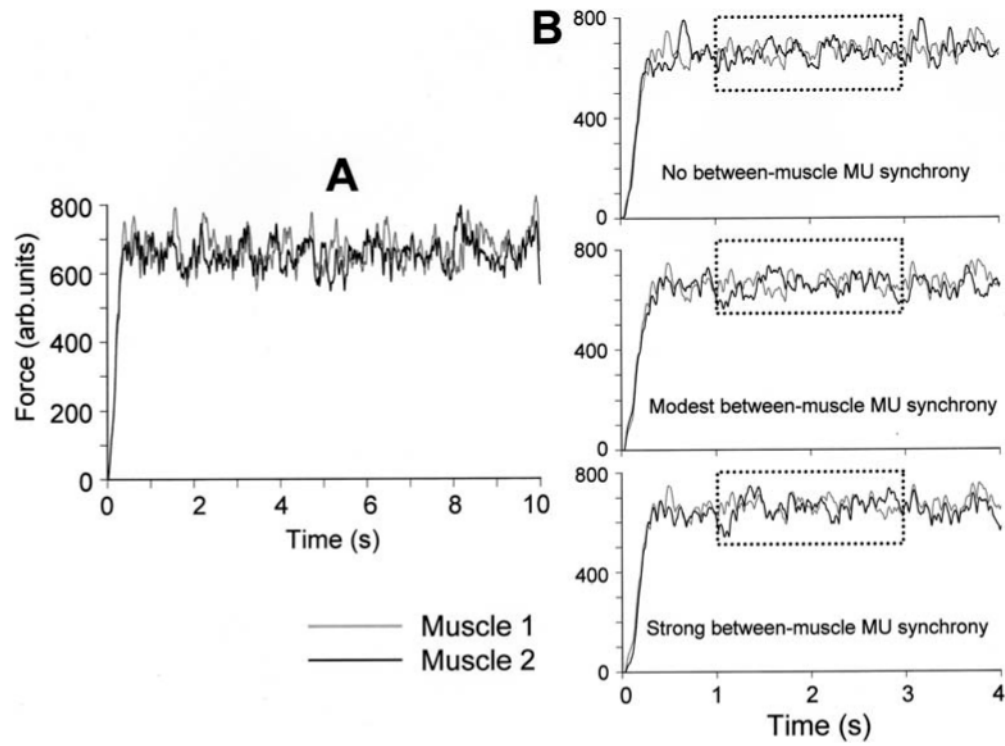 A
Force (arb.units)
800
600
400
200
0
0 2 4 6 8 10
Time (s)
Muscle 1
Muscle 2
B
800
400
0
No between-muscle MU synchrony
800
400
0
Modest between-muscle MU synchrony
800
400
0
Strong between-muscle MU synchrony
0 1 2 3 4
Time (s)